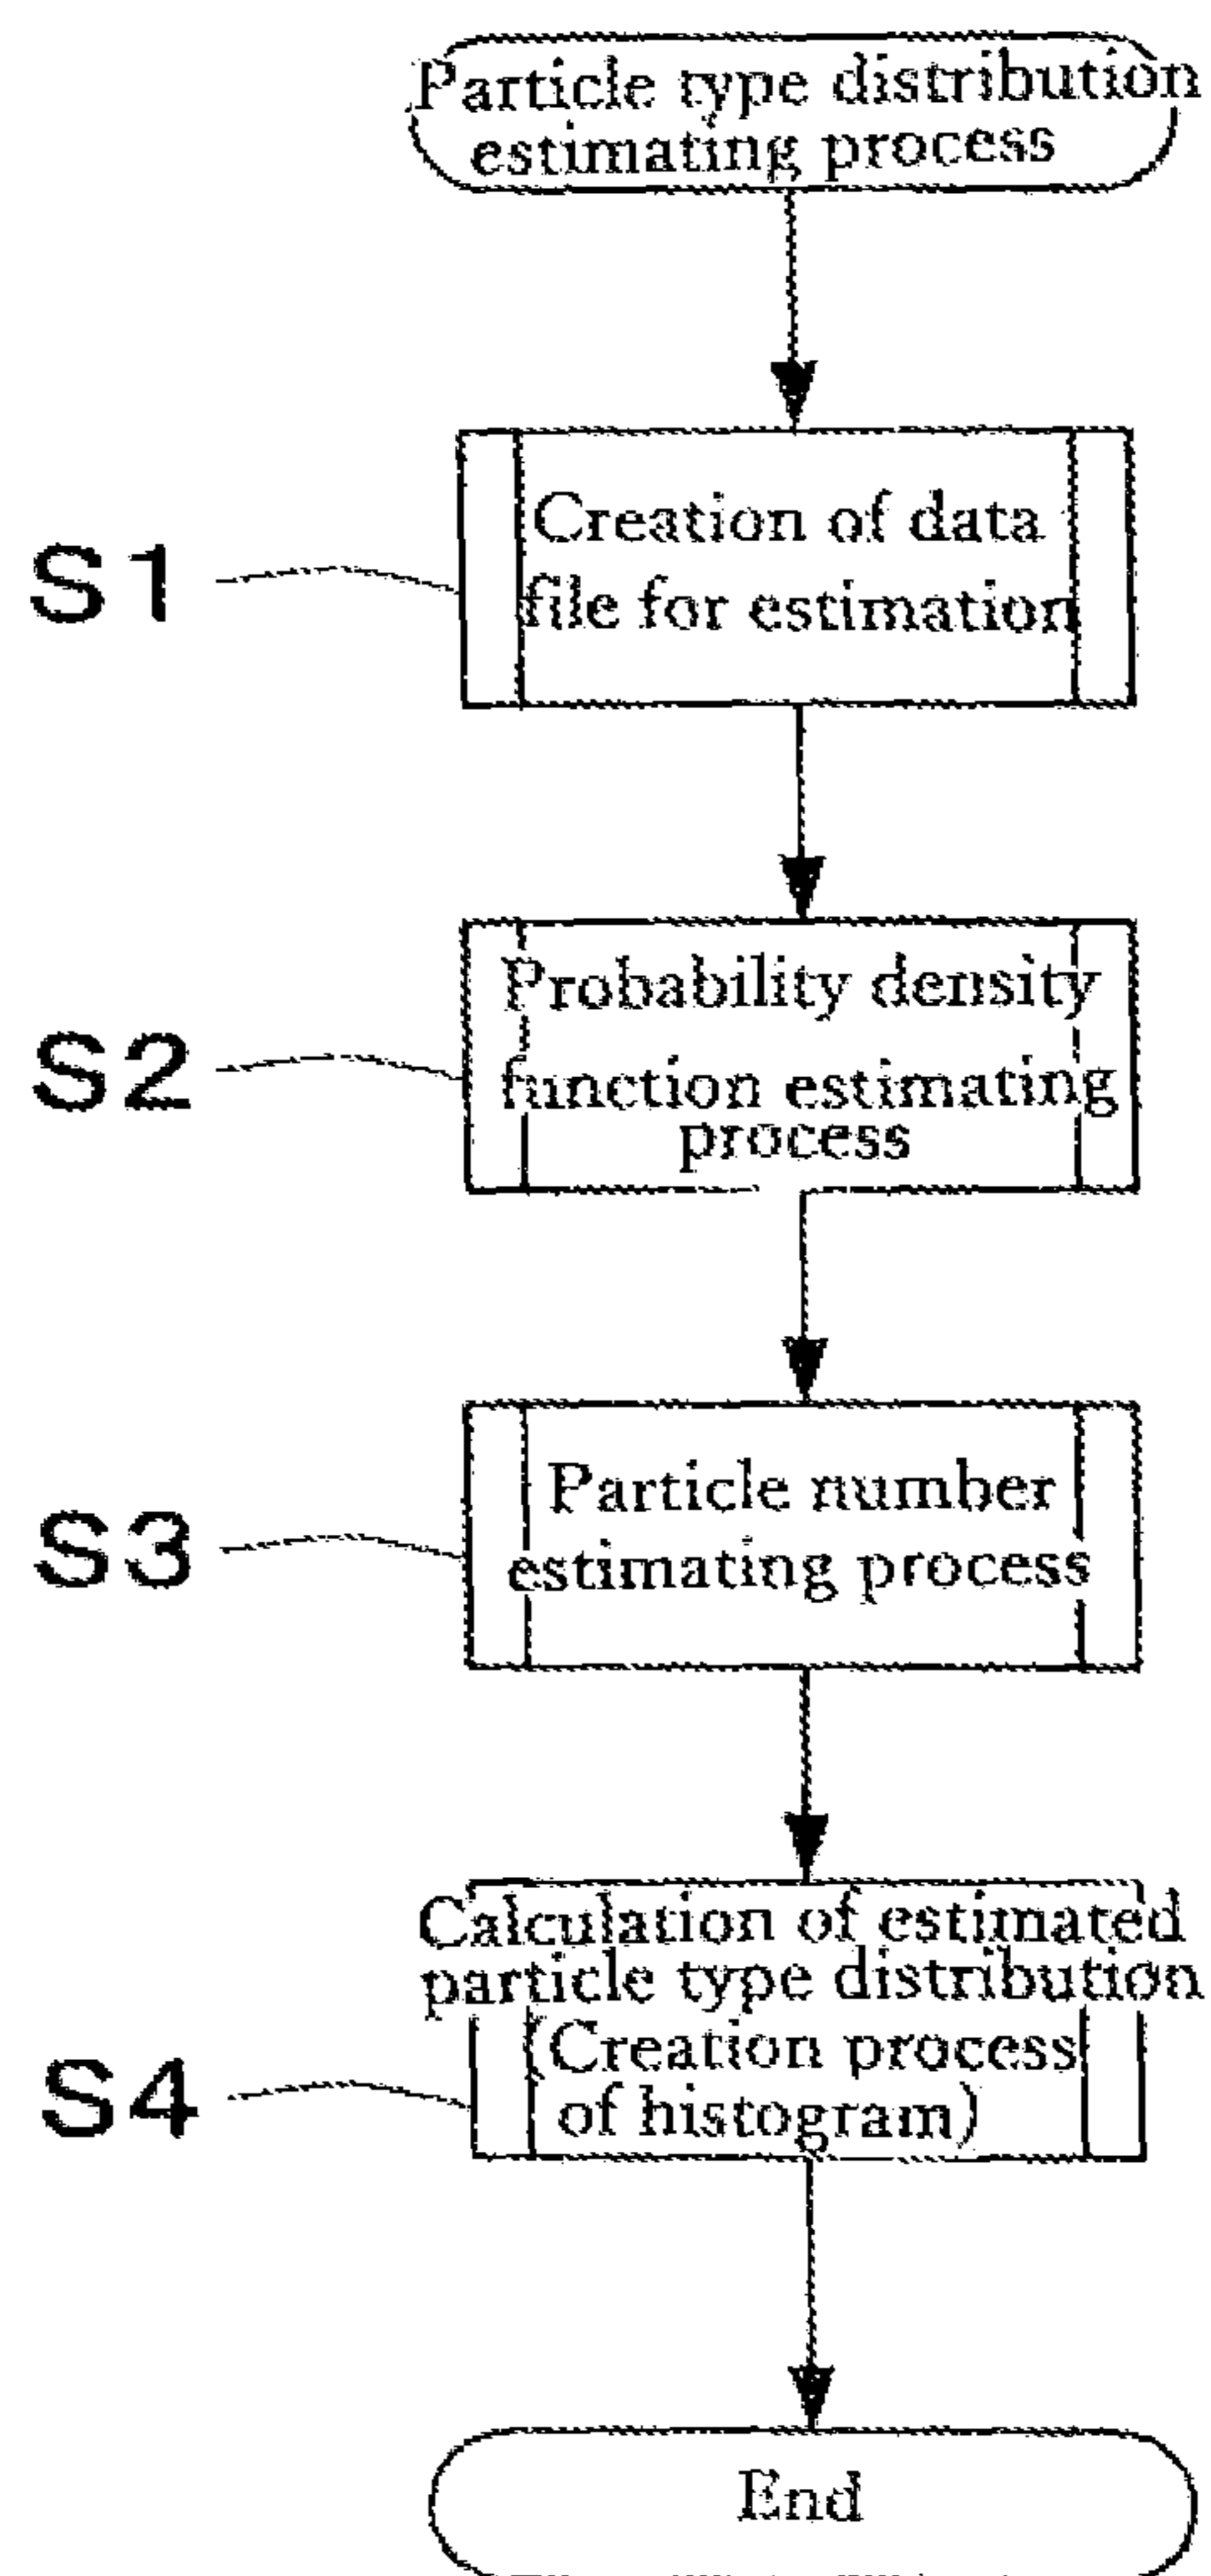 Particle type distribution
estimating process
S1
Creation of data
file for estimation
S2
Probability density
function estimating
process
S3
Particle number
estimating process
S4
Calculation of estimated
particle type distribution
(Creation process
of histogram)
End